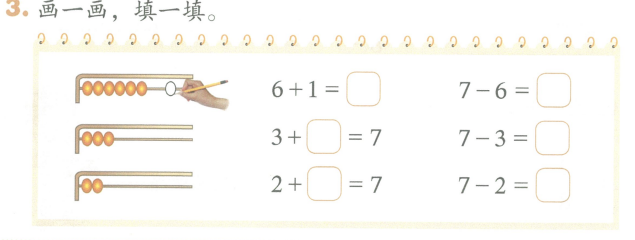 3. 画一画，填一填。
6+1=□ 7-6=□
3+□=7 7-3=□
2+□=7 7-2=□